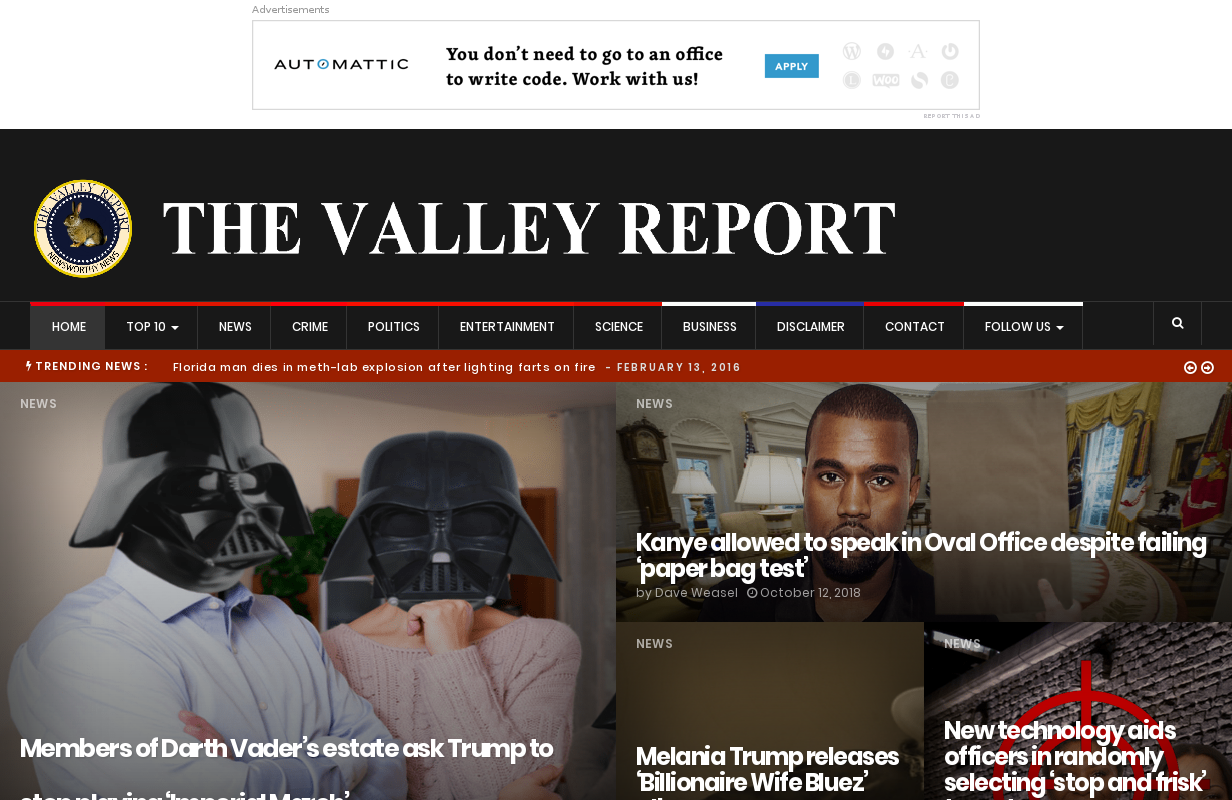 Advertisements
AUTOMATTIC
You don't need to go to an office
to write code. Work with us!
APPLY
WOO
REPORT THIS AD
THE VALLEY REPORT
NEWSWORTHY NEWS
THE VALLEY REPORT
HOME
TOP 10
NEWS
CRIME
POLITICS
ENTERTAINMENT
SCIENCE
BUSINESS
DISCLAIMER
CONTACT
FOLLOW US
TRENDING NEWS :
Florida man dies in meth-lab explosion after lighting farts on fire - FEBRUARY 13, 2016
NEWS
Members of Darth Vader's estate ask Trump to
stop playing 'Imperial March'
NEWS
Kanye allowed to speak in Oval Office despite failing
'paper bag test'
by Dave Weasel October 12, 2018
NEWS
Melania Trump releases
'Billionaire Wife Bluez'
NEWS
New technology aids
officers in randomly
selecting 'stop and frisk'